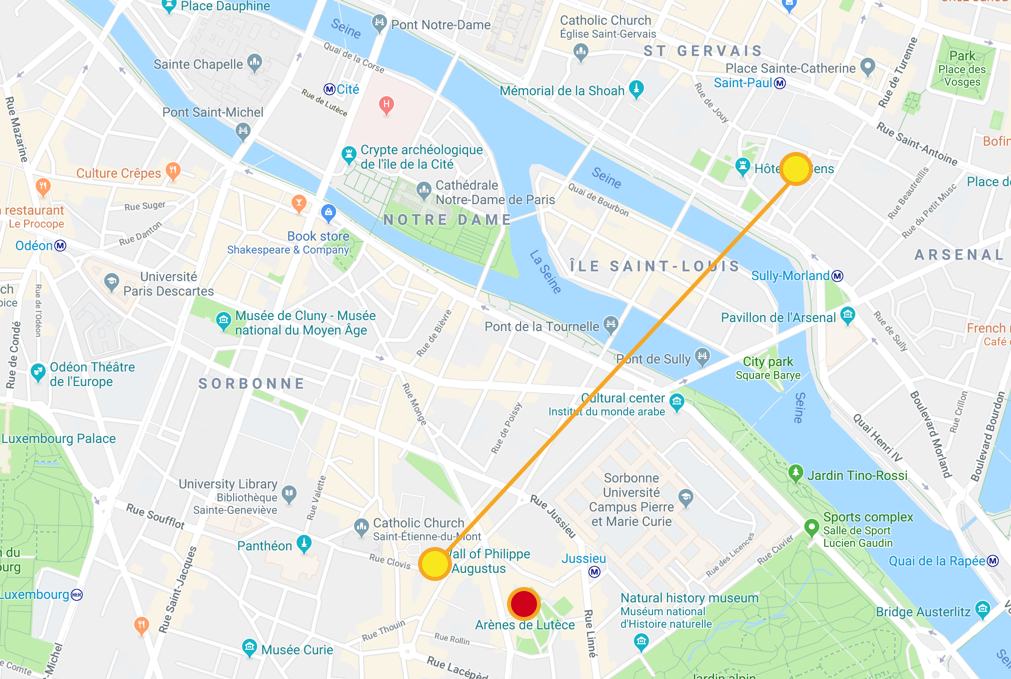 Place Dauphine
Seine
Pont Notre-Dame
Catholic Church
Église Saint-Gervais
ST GERVAIS
Park
Place des
Vosges
Rue de Turenne
Sainte Chapelle
Quai de la Corse
Place Sainte-Catherine
Saint-Paul
Cité
Rue de Lutèce
H
Mémorial de la Shoah
Rue de Jouy
Rue Mazarine
Pont Saint-Michel
Rue Saint-Antoine
Crypte archéologique
de l'île de la Cité
Culture Crêpes
Cathédrale
Notre-Dame de Paris
NOTRE DAME
Seine
Quai de Bourbon
Rue Beautreillis
Rue du Petit Musc
Place d
restaurant
Le Procope
Rue Suger
Rue Danton
Odéon
Book store
Shakespeare & Company
La Seine
ÎLE SAINT-LOUIS
ARSENAL
Sully-Morland
Université
Paris Descartes
Rue de l'Odéon
Rue de Condé
Musée de Cluny - Musée
national du Moyen Âge
Rue de Bièvre
Pont de la Tournelle
Pavillon de l'Arsenal
Rue de Sully
French
Café
Odéon Théâtre
de l'Europe
SORBONNE
Pont de Sully
City park
Square Barye
Rue Monge
Rue de Poissy
Cultural center
Institut du monde arabe
Seine
Quai Henri IV
Boulevard Morland
Rue Crillon
Boulevard Bourdon
Luxembourg Palace
University Library
Bibliothèque
Sainte-Geneviève
Rue Valette
Sorbonne
Université
Campus Pierre
et Marie Curie
Jardin Tino-Rossi
Rue Soufflot
Catholic Church
Saint-Étienne-du-Mont
Rue Jussieu
Sports complex
Salle de Sport
Lucien Gaudin
Panthéon
Rue Clovis
Wall of Philippe
Augustus
Jussieu
Rue des Licences
Rue Cuvier
Quai de la Rapée
Luxembourg
Rue Saint-Jacques
Arènes de Lutèce
Natural history museum
Muséum national
d'Histoire naturelle
Bridge Austerlitz
Musée Curie
Rue Thouin
Rue Rollin
Rue Linné
Rue Lacépèd
Jardin alpin